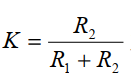 K = R₂ / (R₁ + R₂)